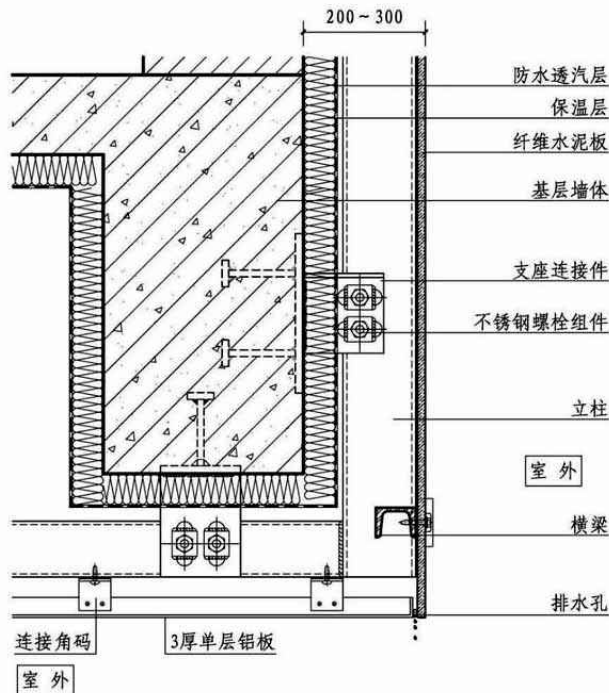 200～300
防水透汽层
保温层
纤维水泥板
基层墙体
支座连接件
不锈钢螺栓组件
立柱
室外
横梁
排水孔
连接角码
3厚单层铝板
室外